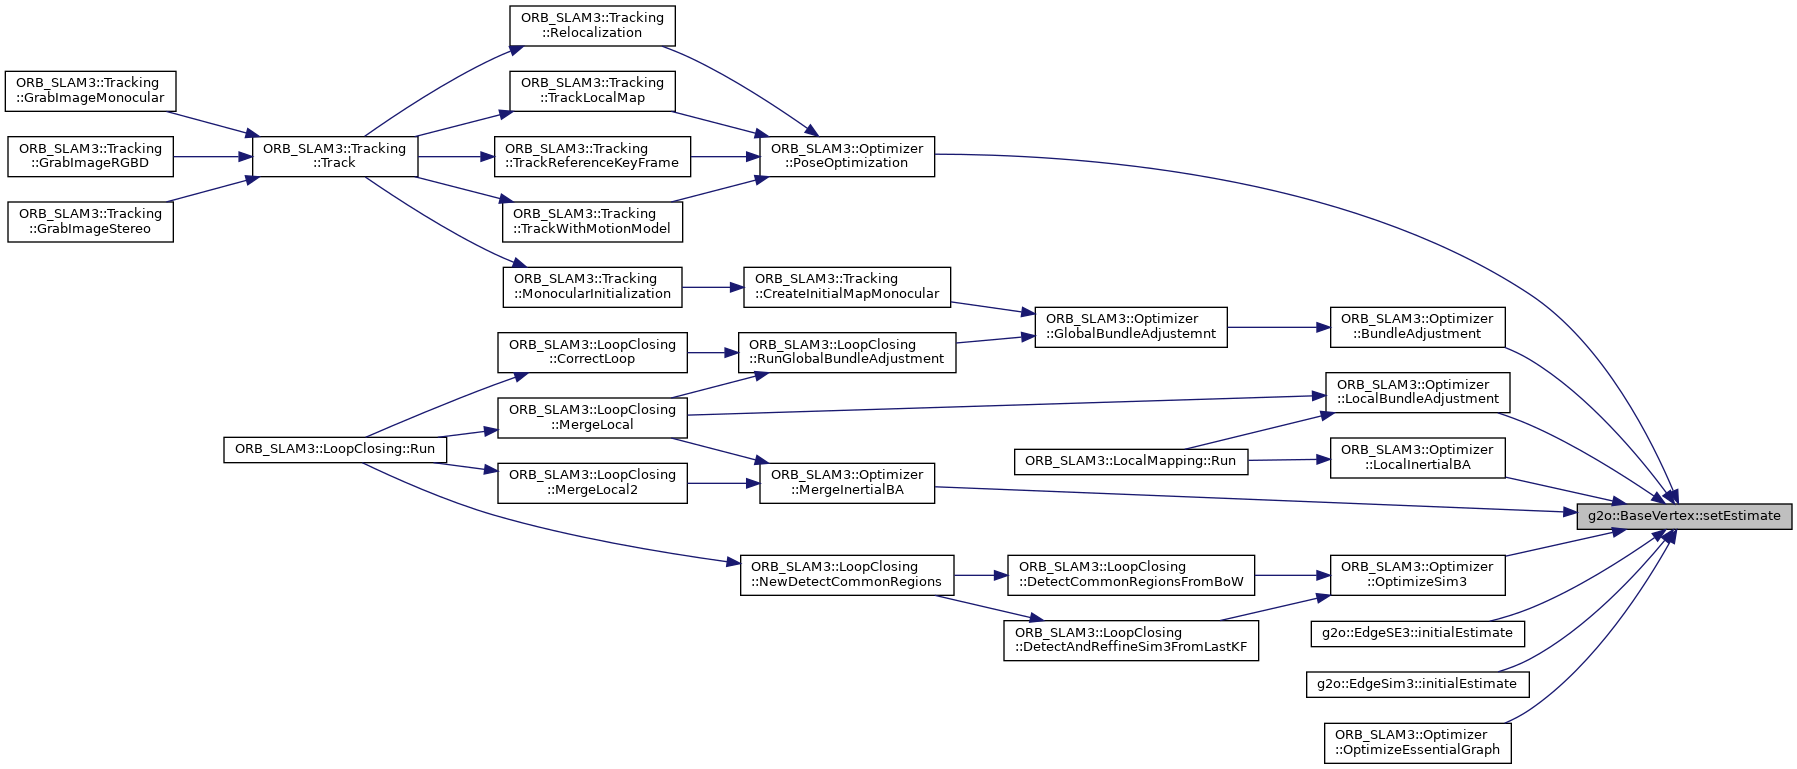 ORB_SLAM3::Tracking
::Relocalization
ORB_SLAM3::Tracking
::GrabImageMonocular
ORB_SLAM3::Tracking
::TrackLocalMap
ORB_SLAM3::Tracking
::GrabImageRGBD
ORB_SLAM3::Tracking
::Track
ORB_SLAM3::Tracking
::TrackReferenceKeyFrame
ORB_SLAM3::Optimizer
::PoseOptimization
ORB_SLAM3::Tracking
::GrabImageStereo
ORB_SLAM3::Tracking
::TrackWithMotionModel
ORB_SLAM3::Tracking
::MonocularInitialization
ORB_SLAM3::Tracking
::CreateInitialMapMonocular
ORB_SLAM3::Optimizer
::GlobalBundleAdjustemnt
ORB_SLAM3::Optimizer
::BundleAdjustment
ORB_SLAM3::LoopClosing
::CorrectLoop
ORB_SLAM3::LoopClosing
::RunGlobalBundleAdjustment
ORB_SLAM3::Optimizer
::LocalBundleAdjustment
ORB_SLAM3::LoopClosing
::MergeLocal
ORB_SLAM3::LoopClosing::Run
ORB_SLAM3::LocalMapping::Run
ORB_SLAM3::Optimizer
::LocalInertialBA
ORB_SLAM3::LoopClosing
::MergeLocal2
ORB_SLAM3::Optimizer
::MergeInertialBA
g2o::BaseVertex::setEstimate
ORB_SLAM3::LoopClosing
::NewDetectCommonRegions
ORB_SLAM3::LoopClosing
::DetectCommonRegionsFromBoW
ORB_SLAM3::Optimizer
::OptimizeSim3
ORB_SLAM3::LoopClosing
::DetectAndReffineSim3FromLastKF
g2o::EdgeSE3::initialEstimate
g2o::EdgeSim3::initialEstimate
ORB_SLAM3::Optimizer
::OptimizeEssentialGraph